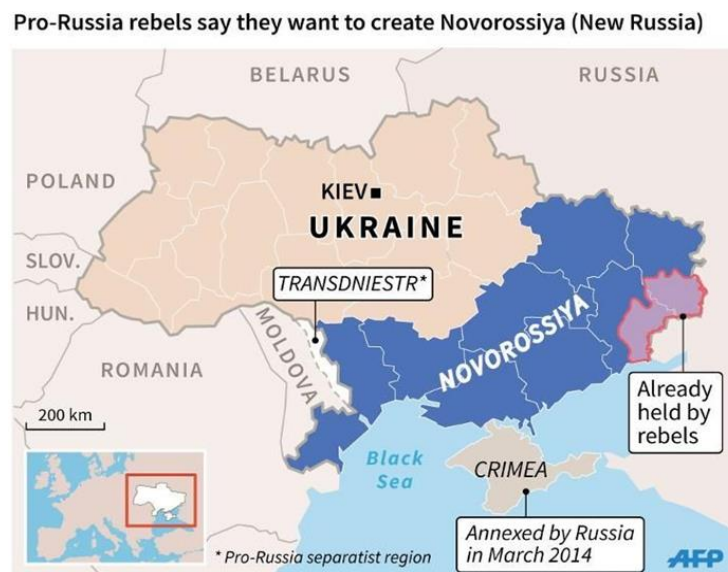 Pro-Russia rebels say they want to create Novorossiya (New Russia)
BELARUS
RUSSIA
POLAND
KIEV
UKRAINE
SLOV.
TRANSDNIESTR*
HUN.
MOLDOVA
NOVOROSSIYA
ROMANIA
Already
held by
rebels
200 km
Black
Sea
CRIMEA
Annexed by Russia
in March 2014
* Pro-Russia separatist region
AFP